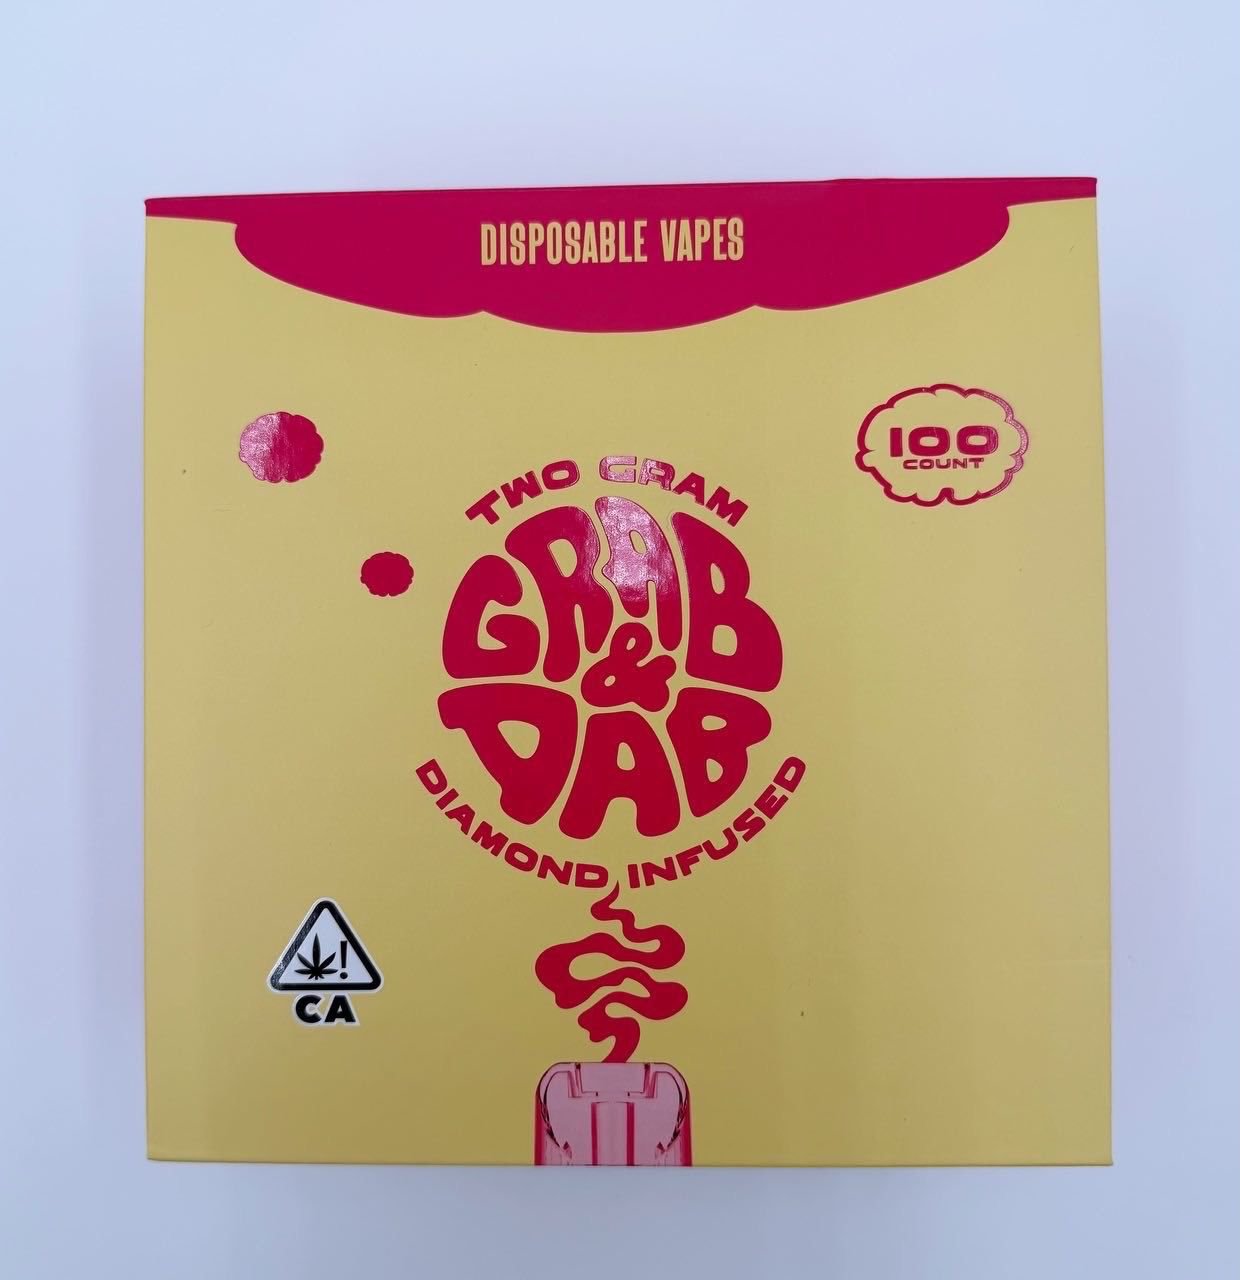 DISPOSABLE VAPES
100
COUNT
TWO GRAM
GRAB
&
DAB
DIAMOND INFUSED
!
CA